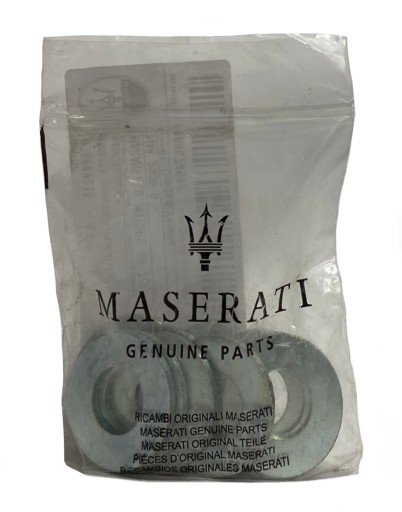 MASERATI
GENUINE PARTS
RICAMBI ORIGINALI MASERATI
MASERATI GENUINE PARTS
MASERATI ORIGINAL TEILE
PIÈCES D'ORIGINAL MASERATI
RECAMBIOS ORIGINALES MASERATI